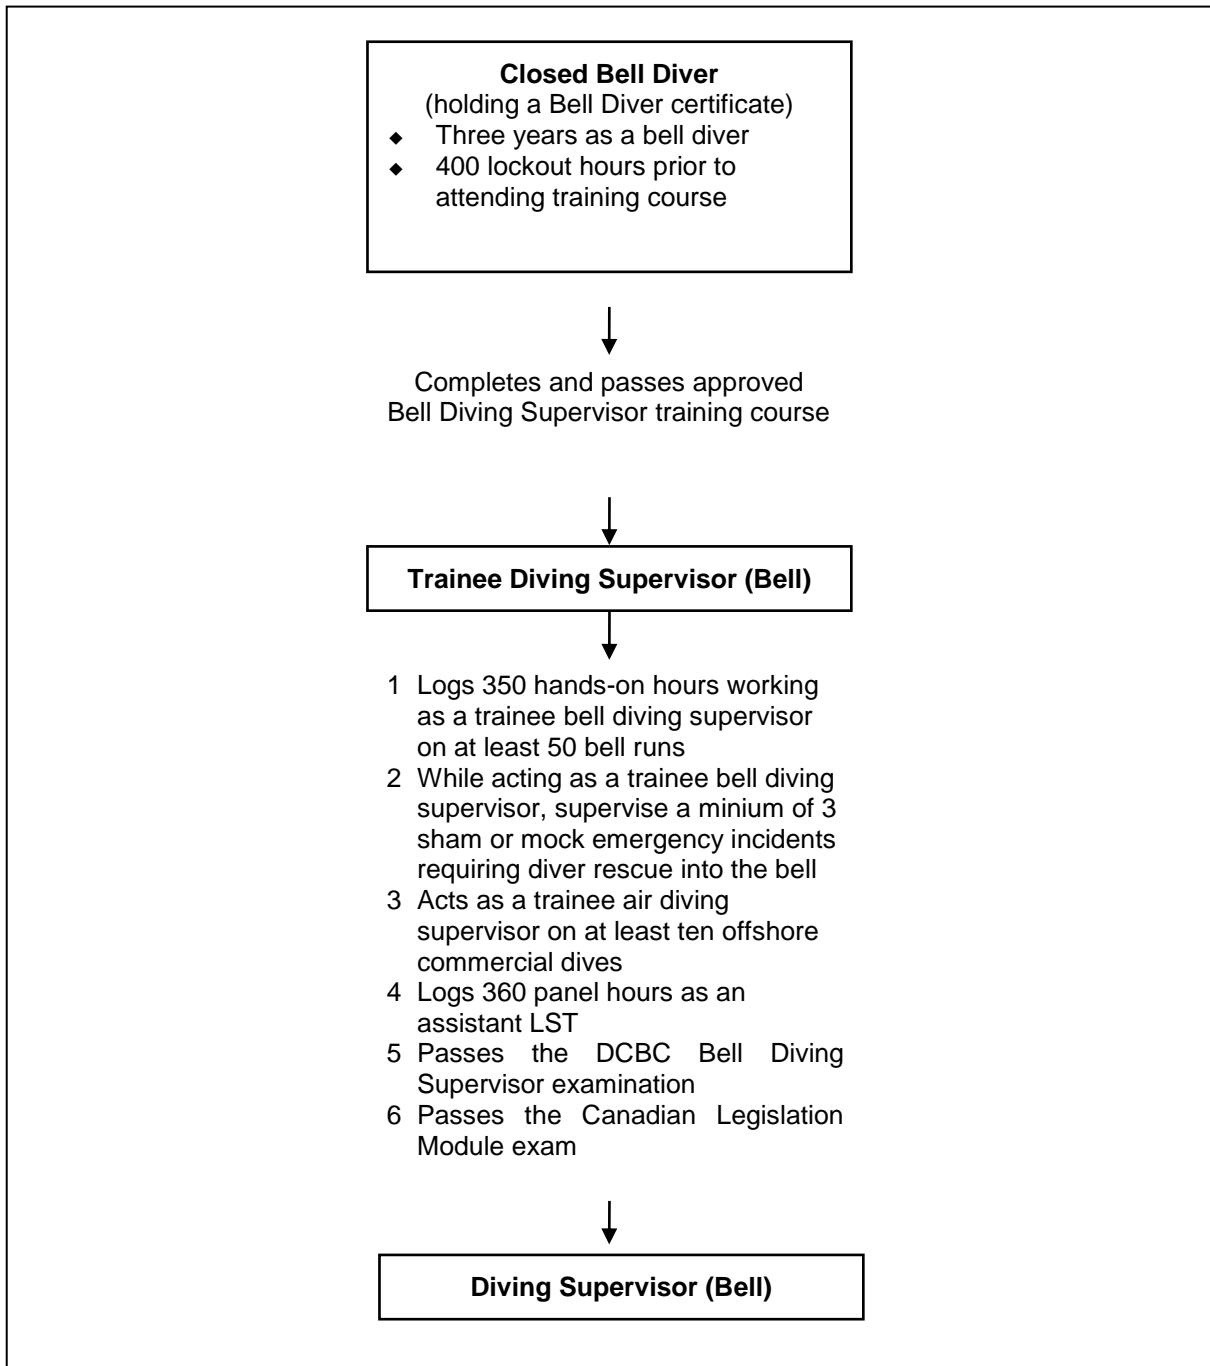 Closed Bell Diver
(holding a Bell Diver certificate)
◆ Three years as a bell diver
◆ 400 lockout hours prior to
attending training course
Completes and passes approved
Bell Diving Supervisor training course
Trainee Diving Supervisor (Bell)
1 Logs 350 hands-on hours working
as a trainee bell diving supervisor
on at least 50 bell runs
2 While acting as a trainee bell diving
supervisor, supervise a minium of 3
sham or mock emergency incidents
requiring diver rescue into the bell
3 Acts as a trainee air diving
supervisor on at least ten offshore
commercial dives
4 Logs 360 panel hours as an
assistant LST
5 Passes the DCBC Bell Diving
Supervisor examination
6 Passes the Canadian Legislation
Module exam
Diving Supervisor (Bell)